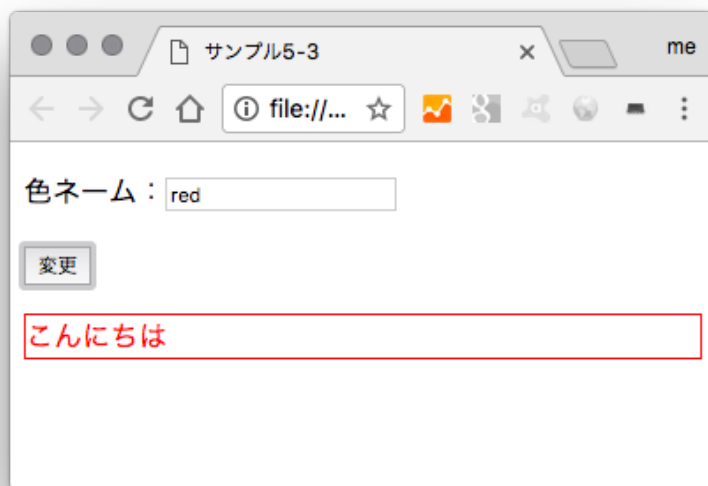 サンプル5-3
me
file://...
色ネーム：red
変更
こんにちは